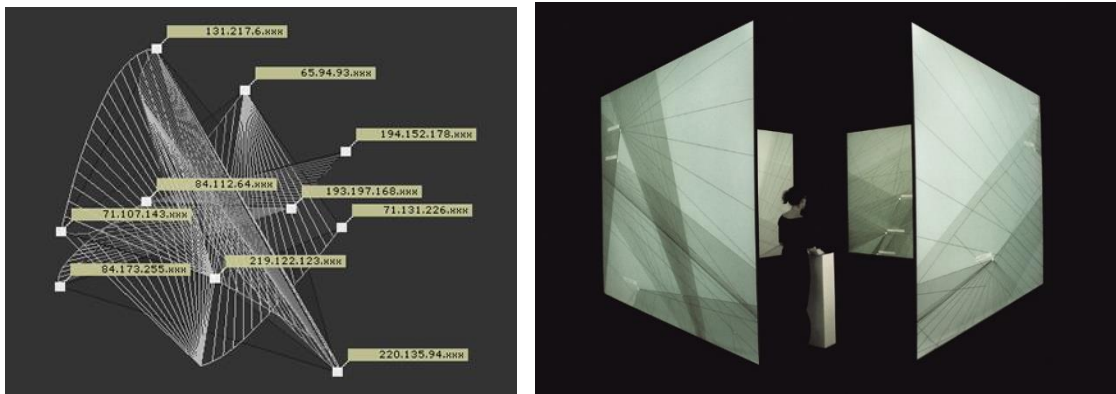 131.217.6.xxx
65.94.93.xxx
194.152.178.xxx
84.112.64.xxx
193.197.168.xxx
71.107.143.xxx
71.131.226.xxx
219.122.123.xxx
84.173.255.xxx
220.135.94.xxx